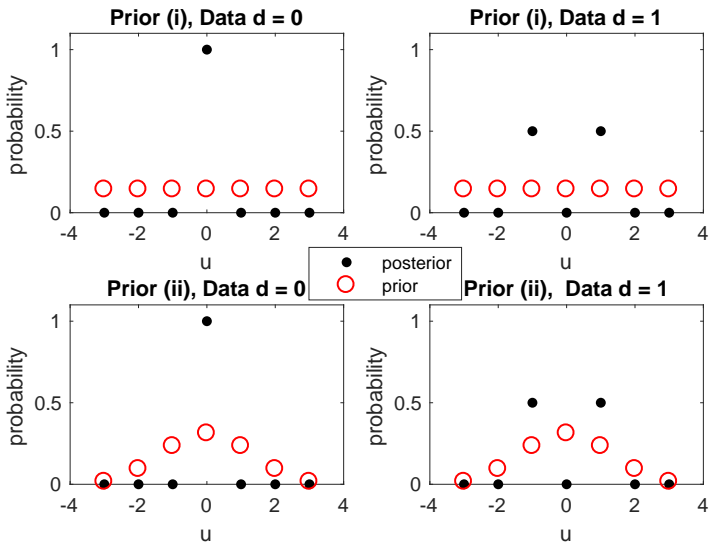 Prior (i), Data d = 0
probability
1
0.5
0
-4 -2 0 2 4
u
Prior (i), Data d = 1
probability
1
0.5
0
-4 -2 0 2 4
u
posterior
prior
Prior (ii), Data d = 0
probability
1
0.5
0
-4 -2 0 2 4
u
Prior (ii), Data d = 1
probability
1
0.5
0
-4 -2 0 2 4
u